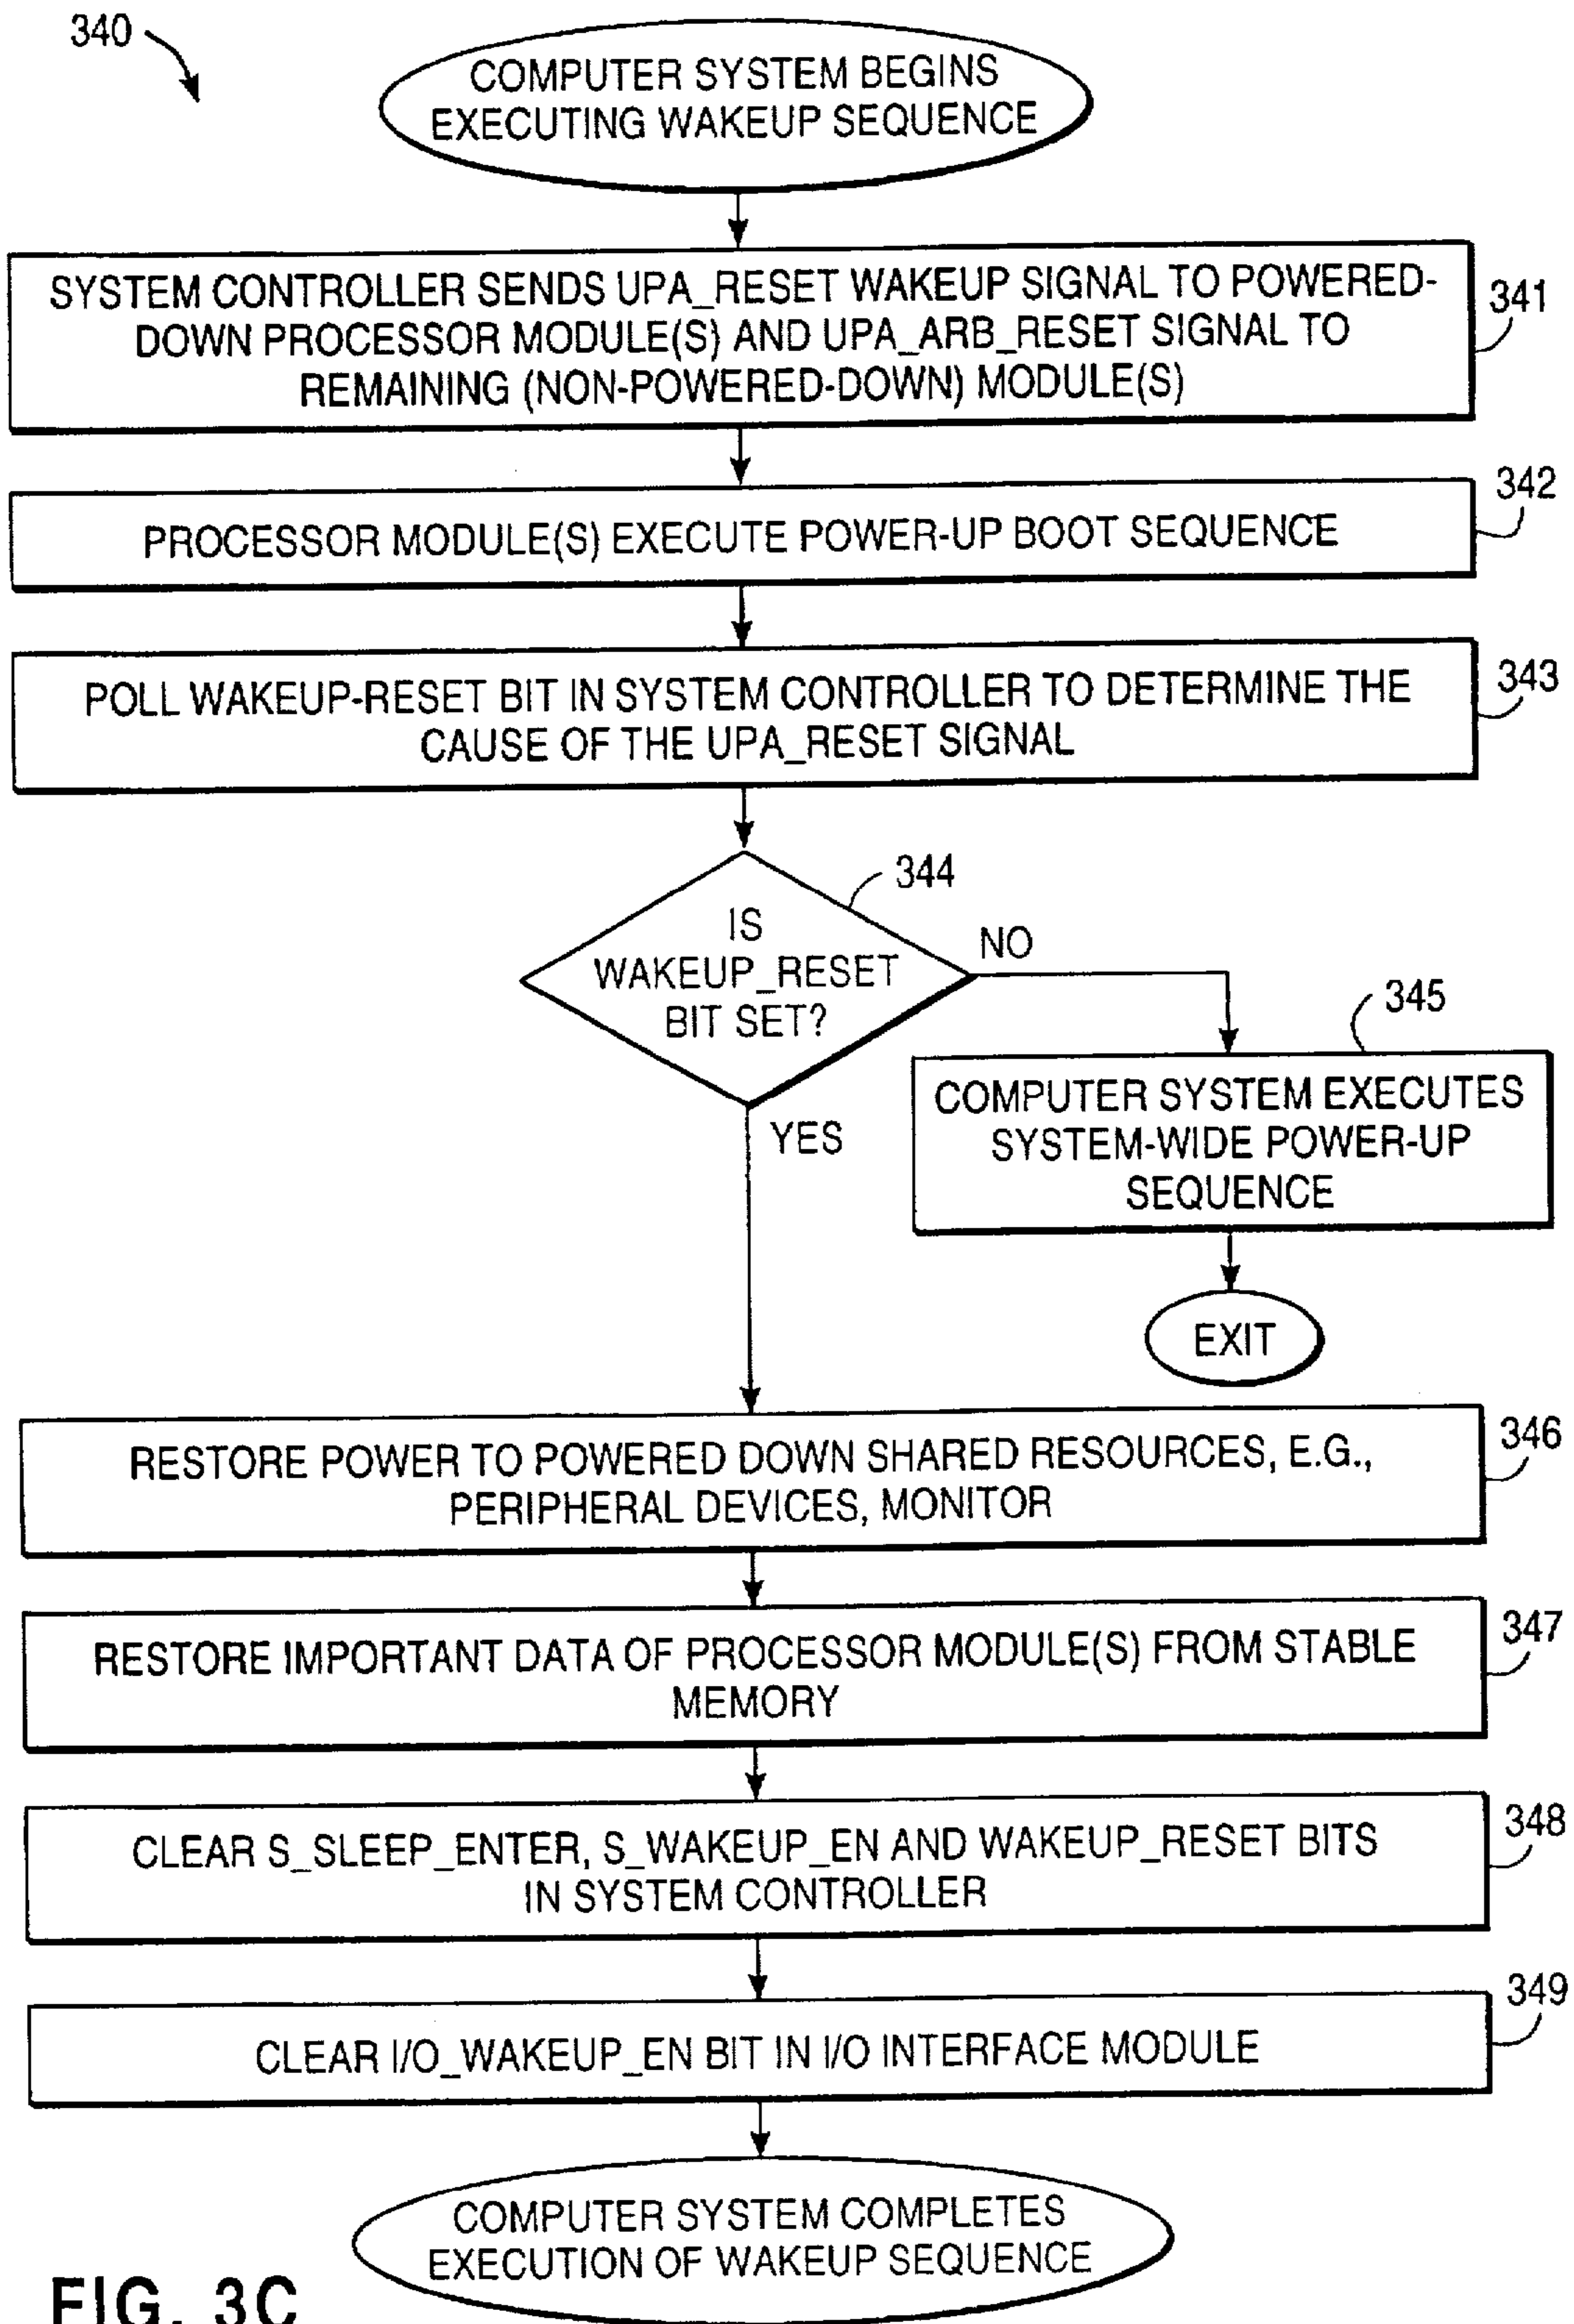 340
COMPUTER SYSTEM BEGINS
EXECUTING WAKEUP SEQUENCE
SYSTEM CONTROLLER SENDS UPA_RESET WAKEUP SIGNAL TO POWERED-
DOWN PROCESSOR MODULE(S) AND UPA_ARB_RESET SIGNAL TO
REMAINING (NON-POWERED-DOWN) MODULE(S)
341
PROCESSOR MODULE(S) EXECUTE POWER-UP BOOT SEQUENCE
342
POLL WAKEUP-RESET BIT IN SYSTEM CONTROLLER TO DETERMINE THE
CAUSE OF THE UPA_RESET SIGNAL
343
IS
WAKEUP_RESET
BIT SET?
344
NO
YES
345
COMPUTER SYSTEM EXECUTES
SYSTEM-WIDE POWER-UP
SEQUENCE
EXIT
RESTORE POWER TO POWERED DOWN SHARED RESOURCES, E.G.,
PERIPHERAL DEVICES, MONITOR
346
RESTORE IMPORTANT DATA OF PROCESSOR MODULE(S) FROM STABLE
MEMORY
347
CLEAR S_SLEEP_ENTER, S_WAKEUP_EN AND WAKEUP_RESET BITS
IN SYSTEM CONTROLLER
348
CLEAR I/O_WAKEUP_EN BIT IN I/O INTERFACE MODULE
349
COMPUTER SYSTEM COMPLETES
EXECUTION OF WAKEUP SEQUENCE
FIG. 3C